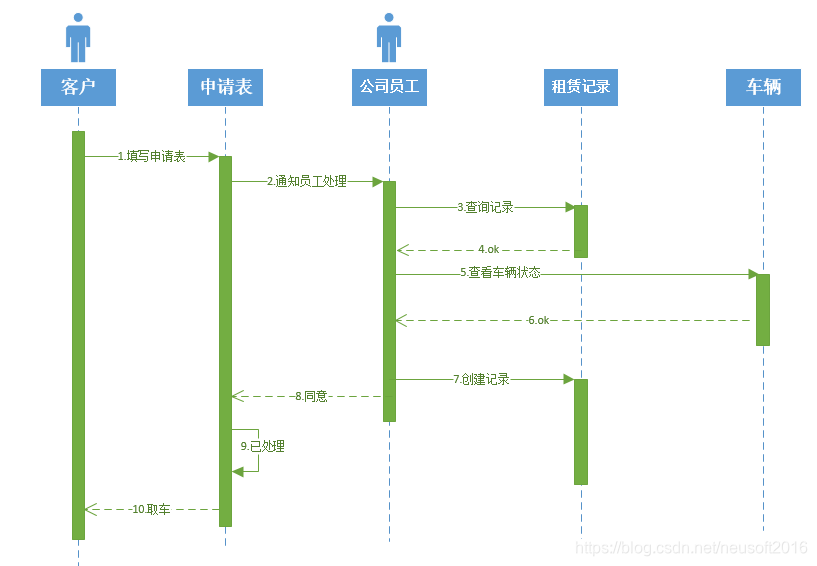 客户
申请表
公司员工
租赁记录
车辆
1.填写申请表
2.通知员工处理
3.查询记录
4.ok
5.查看车辆状态
6.ok
7.创建记录
8.同意
9.已处理
10.取车
https://blog.csdn.net/neusoft2016